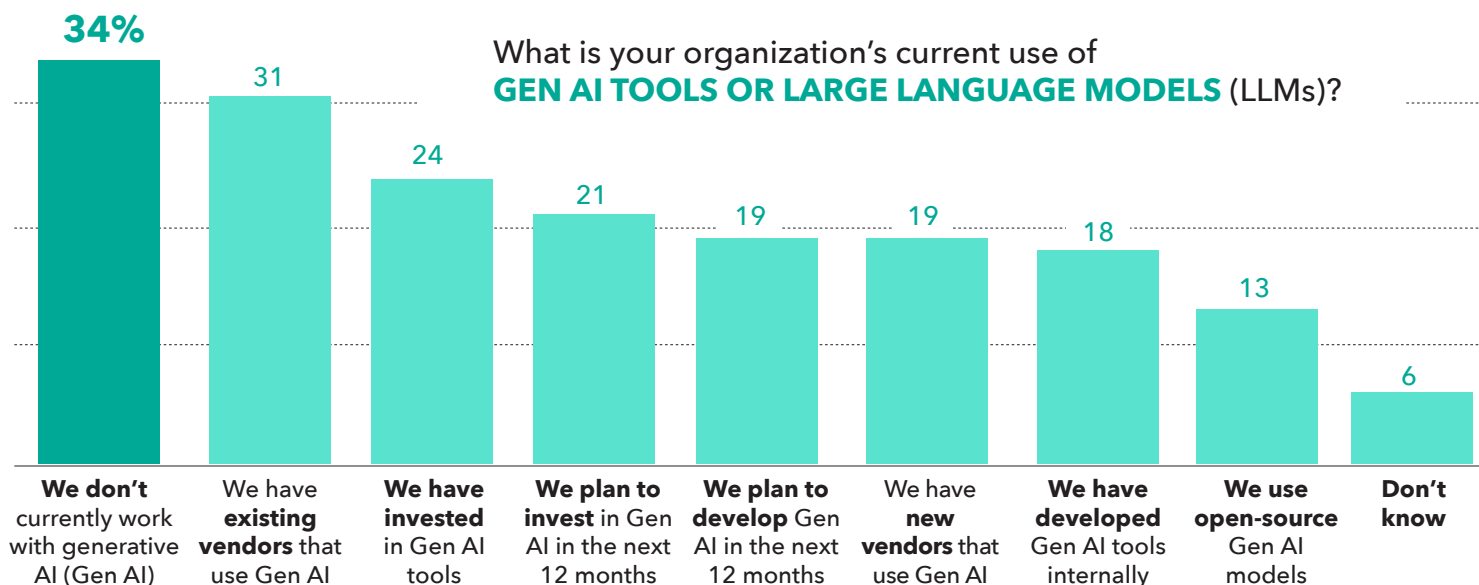 What is your organization’s current use of
GEN AI TOOLS OR LARGE LANGUAGE MODELS (LLMs)?
34%
31
24
21
19
19
18
13
6
We don’t
currently work
with generative
AI (Gen AI)
We have
existing
vendors that
use Gen AI
We have
invested
in Gen AI
tools
We plan to
invest in Gen
AI in the next
12 months
We plan to
develop Gen
AI in the next
12 months
We have
new
vendors that
use Gen AI
We have
developed
Gen AI tools
internally
We use
open-source
Gen AI
models
Don’t
know